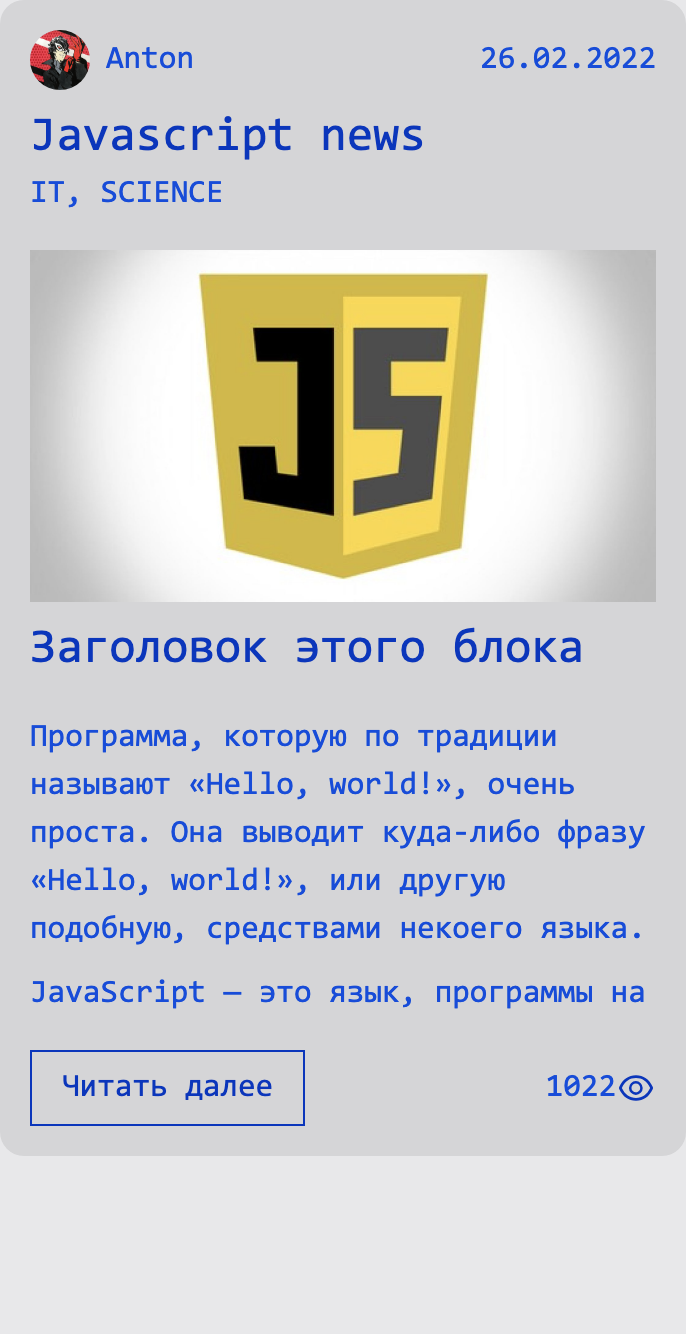 Anton
26.02.2022
Javascript news
IT, SCIENCE
JS
Заголовок этого блока
Программа, которую по традиции
называют «Hello, world!», очень
проста. Она выводит куда-либо фразу
«Hello, world!», или другую
подобную, средствами некоего языка.
JavaScript — это язык, программы на
Читать далее
1022